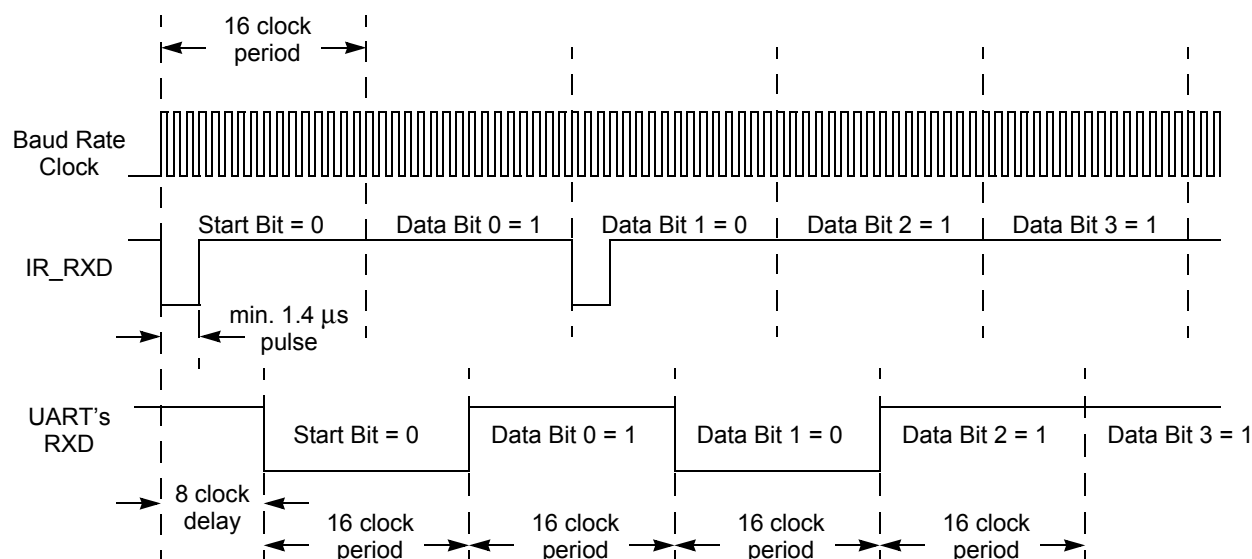 16 clock
period
Baud Rate
Clock
Start Bit = 0
Data Bit 0 = 1
Data Bit 1 = 0
Data Bit 2 = 1
Data Bit 3 = 1
IR_RXD
min. 1.4 μs
pulse
UART's
RXD
Start Bit = 0
Data Bit 0 = 1
Data Bit 1 = 0
Data Bit 2 = 1
Data Bit 3 = 1
8 clock
delay
16 clock
period
16 clock
period
16 clock
period
16 clock
period